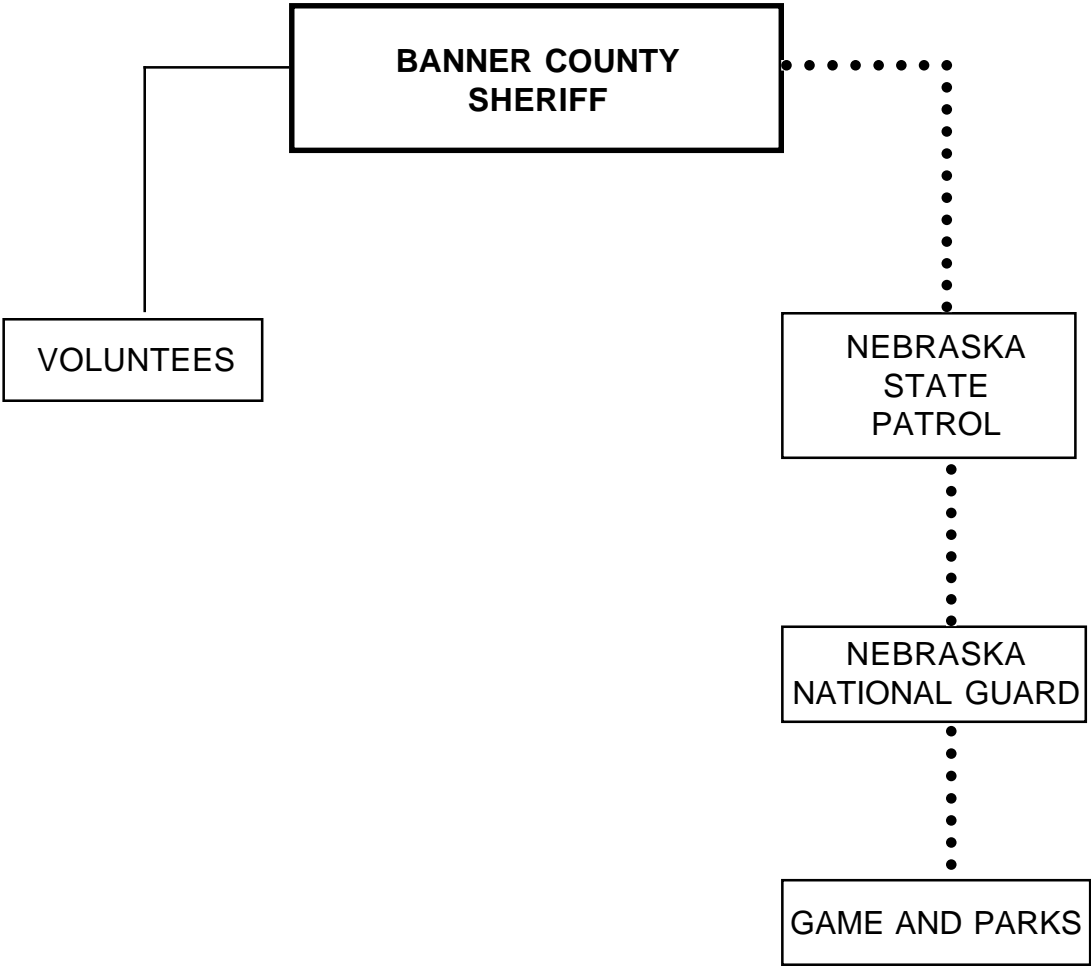 BANNER COUNTY
SHERIFF
VOLUNTEES
NEBRASKA
STATE
PATROL
NEBRASKA
NATIONAL GUARD
GAME AND PARKS